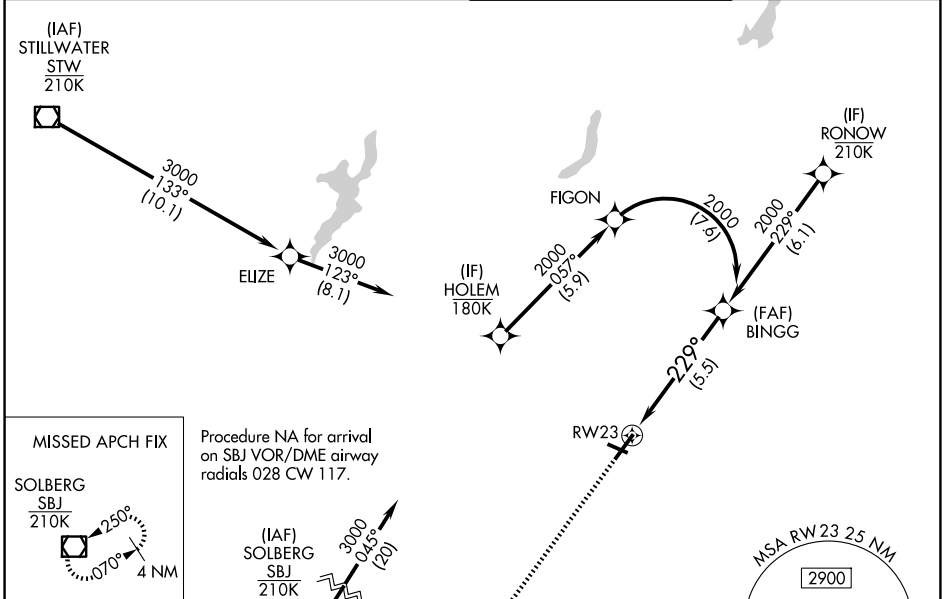 (IAF)
STILLWATER
STW
210K
3000
133°
(10.1)
ELIZE
3000
123°
(8.1)
(IF)
HOLEM
180K
2000
057°
(5.9)
FIGON
2000
(7.6)
(IF)
RONOW
210K
2000
229°
(6.1)
(FAF)
BINGG
229°
(5.5)
RW23
MISSED APCH FIX
SOLBERG
SBJ
210K
250°
070°
4 NM
Procedure NA for arrival
on SBJ VOR/DME airway
radials 028 CW 117.
(IAF)
SOLBERG
SBJ
210K
3000
045°
(20)
MSA RW 23 25 NM
2900